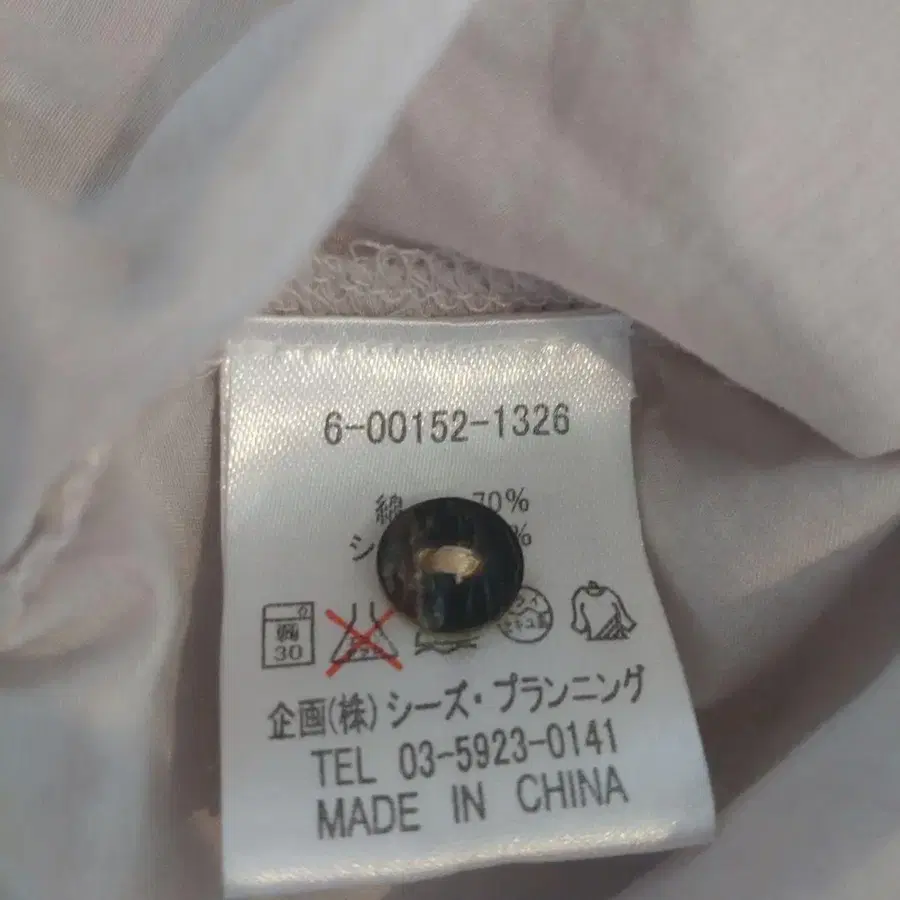 6-00152-1326
綿 70%
シ %
30
企画(株)シーズ・プランニング
TEL 03-5923-0141
MADE IN CHINA